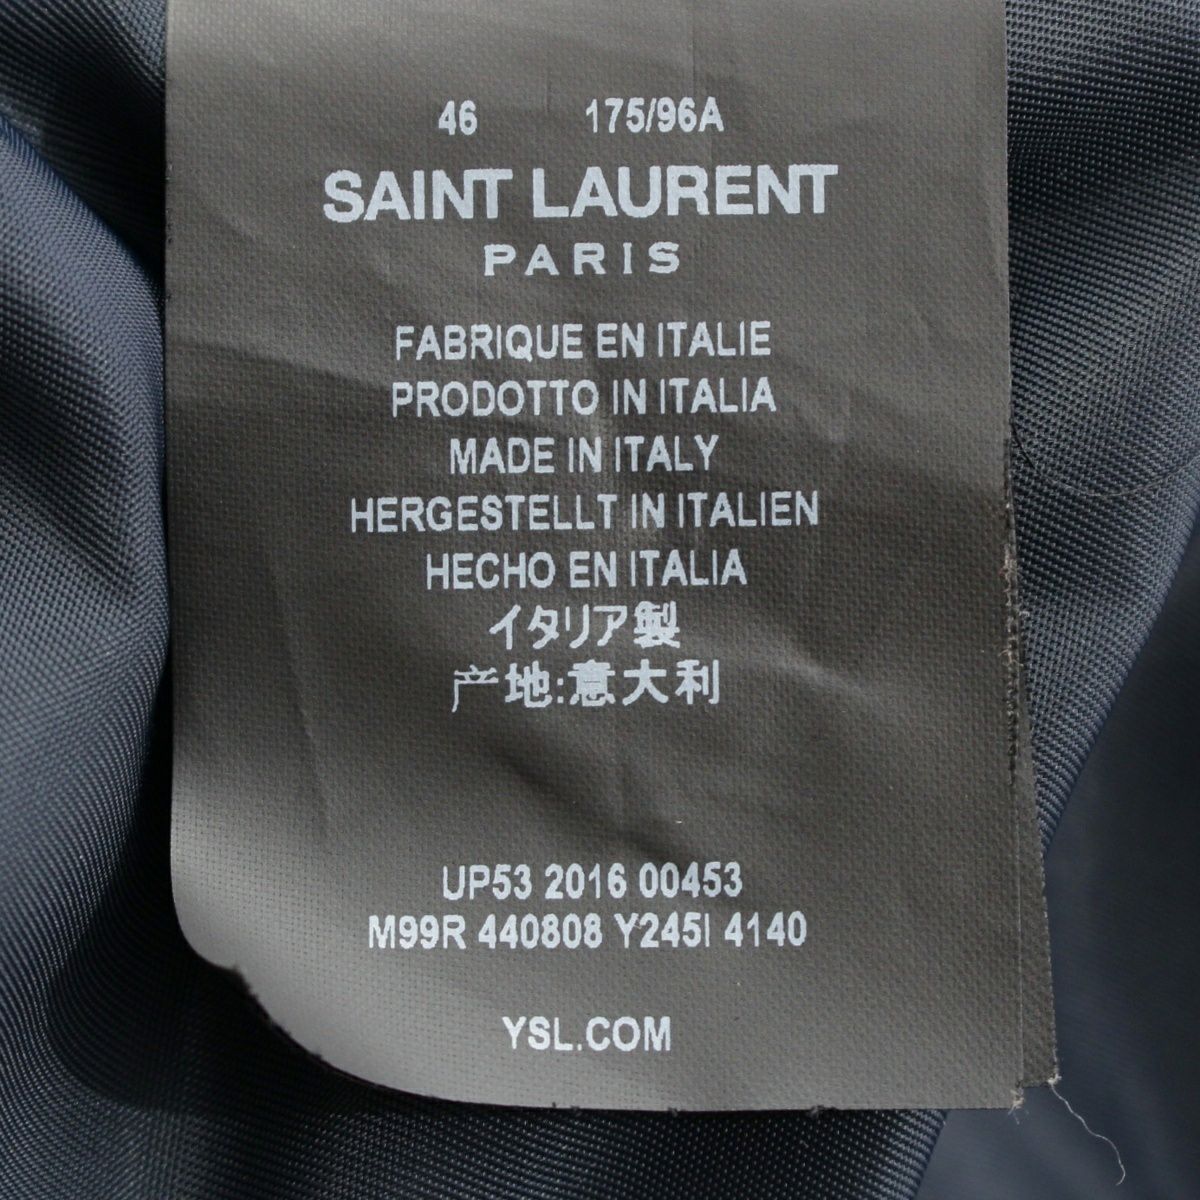 46 175/96A
SAINT LAURENT
PARIS
FABRIQUE EN ITALIE
PRODOTTO IN ITALIA
MADE IN ITALY
HERGESTELLT IN ITALIEN
HECHO EN ITALIA
イタリア製
产地:意大利
UP53 2016 00453
M99R 440808 Y245I 4140
YSL.COM